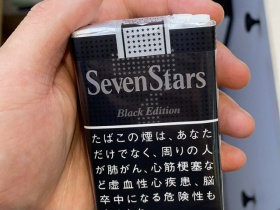 SevenStars
Black Edition
たばこの煙は、あなた
だけでなく、周りの人
が肺がん、心筋梗塞な
ど虚血性心疾患、脳
卒中になる危険性も